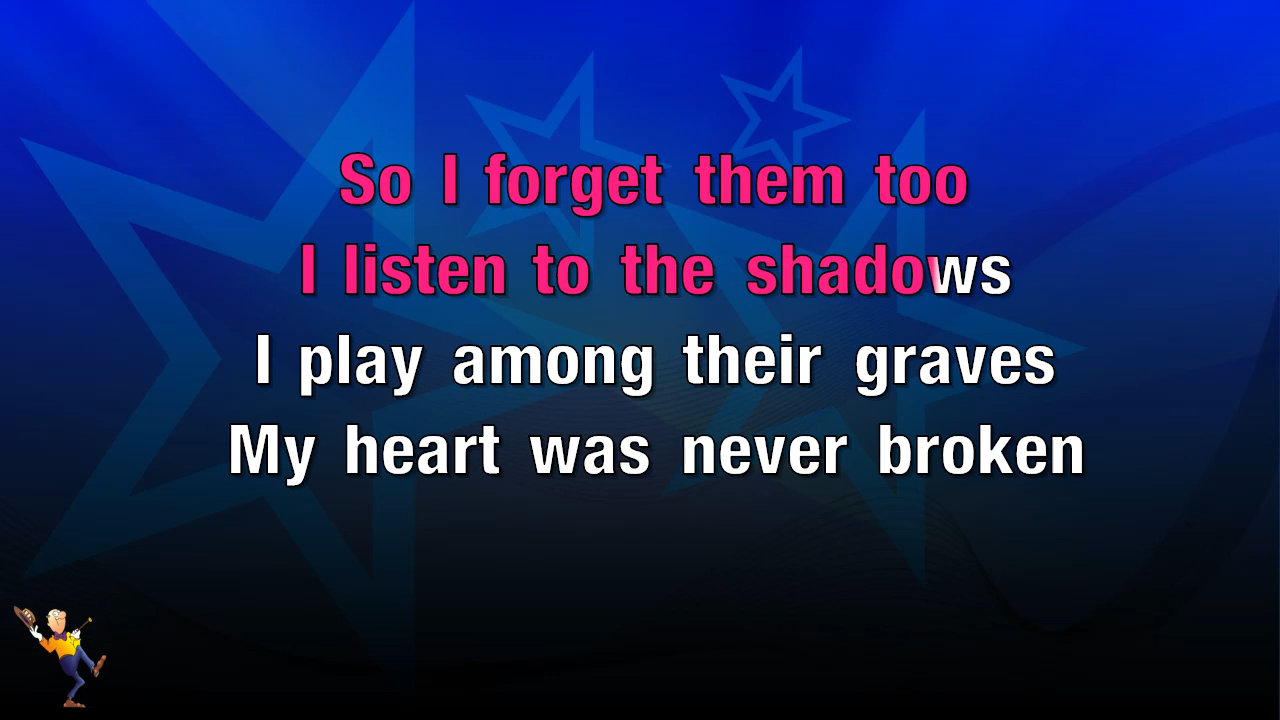 So I forget them too
I listen to the shadows
I play among their graves
My heart was never broken